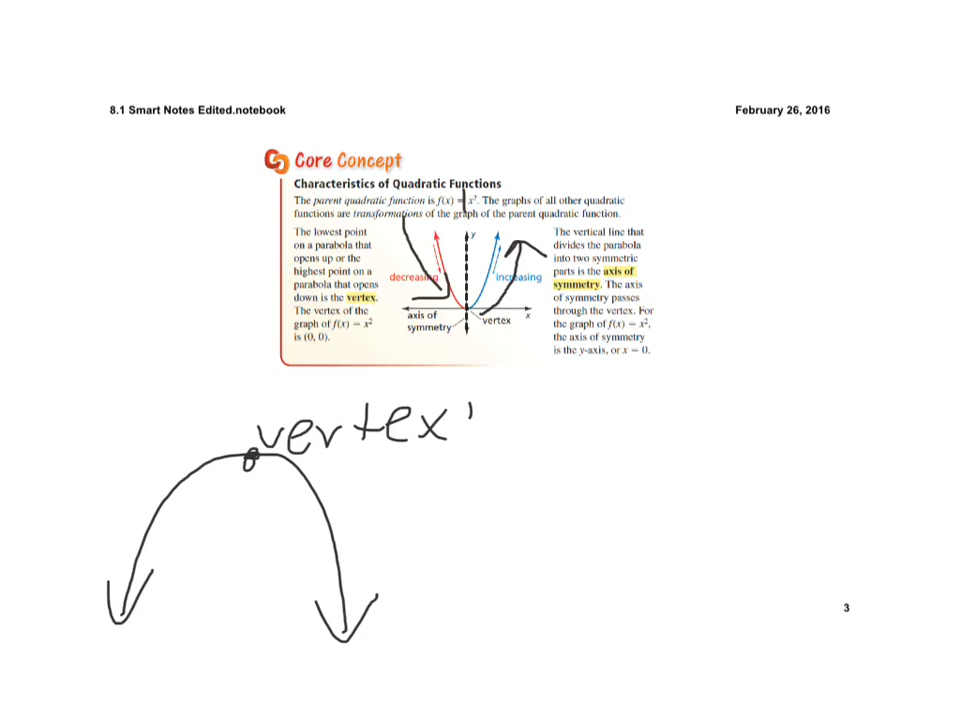 8.1 Smart Notes Edited.notebook
February 26, 2016
Core Concept
Characteristics of Quadratic Functions
The parent quadratic function is f(x) = x². The graphs of all other quadratic
functions are transformations of the graph of the parent quadratic function.
The lowest point
on a parabola that
opens up or the
highest point on a
parabola that opens
down is the vertex.
The vertex of the
graph of f(x) = x²
is (0, 0).
y
decreasing
increasing
axis of
symmetry
vertex
x
The vertical line that
divides the parabola
into two symmetric
parts is the axis of
symmetry. The axis
of symmetry passes
through the vertex. For
the graph of f(x) = x²,
the axis of symmetry
is the y-axis, or x = 0.
vertex
3